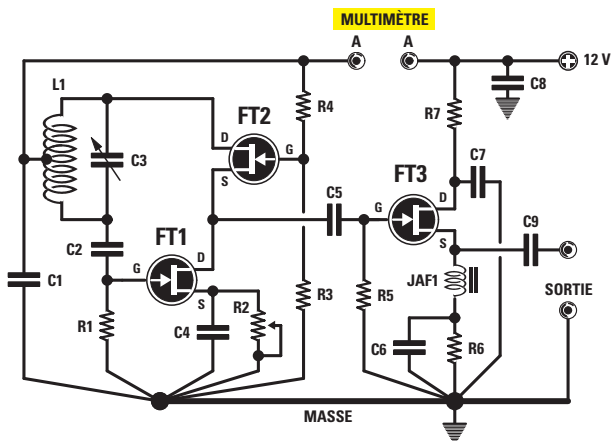 MULTIMÈTRE
A
A
12 V
C8
L1
R4
R7
FT2
D
G
S
C3
C7
C5
FT3
D
G
S
C9
C2
FT1
D
G
S
C1
R1
C4
R2
R3
R5
JAF1
SORTIE
C6
R6
MASSE